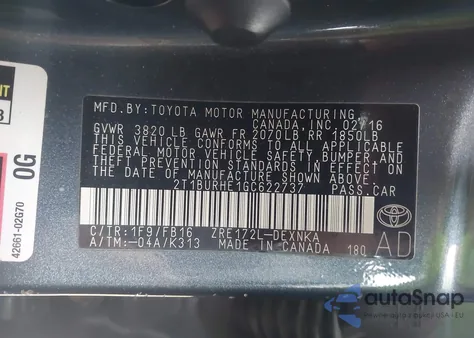 MFD.BY:TOYOTA MOTOR MANUFACTURING
CANADA, INC. 02/16
GVWR 3820 LB GAWR FR 2070LB RR 1850LB
THIS VEHICLE CONFORMS TO ALL APPLICABLE
FEDERAL MOTOR VEHICLE SAFETY, BUMPER, AND
THEFT PREVENTION STANDARDS IN EFFECT ON
THE DATE OF MANUFACTURE SHOWN ABOVE.
2T1BURHE1GC622737 PASS.CAR
C/TR:1F9/FB16 ZRE172L-DEXNKA
A/TM:-04A/K313 MADE IN CANADA 180
AD
TOYOTA
0G
42661-02G70
autoSnap